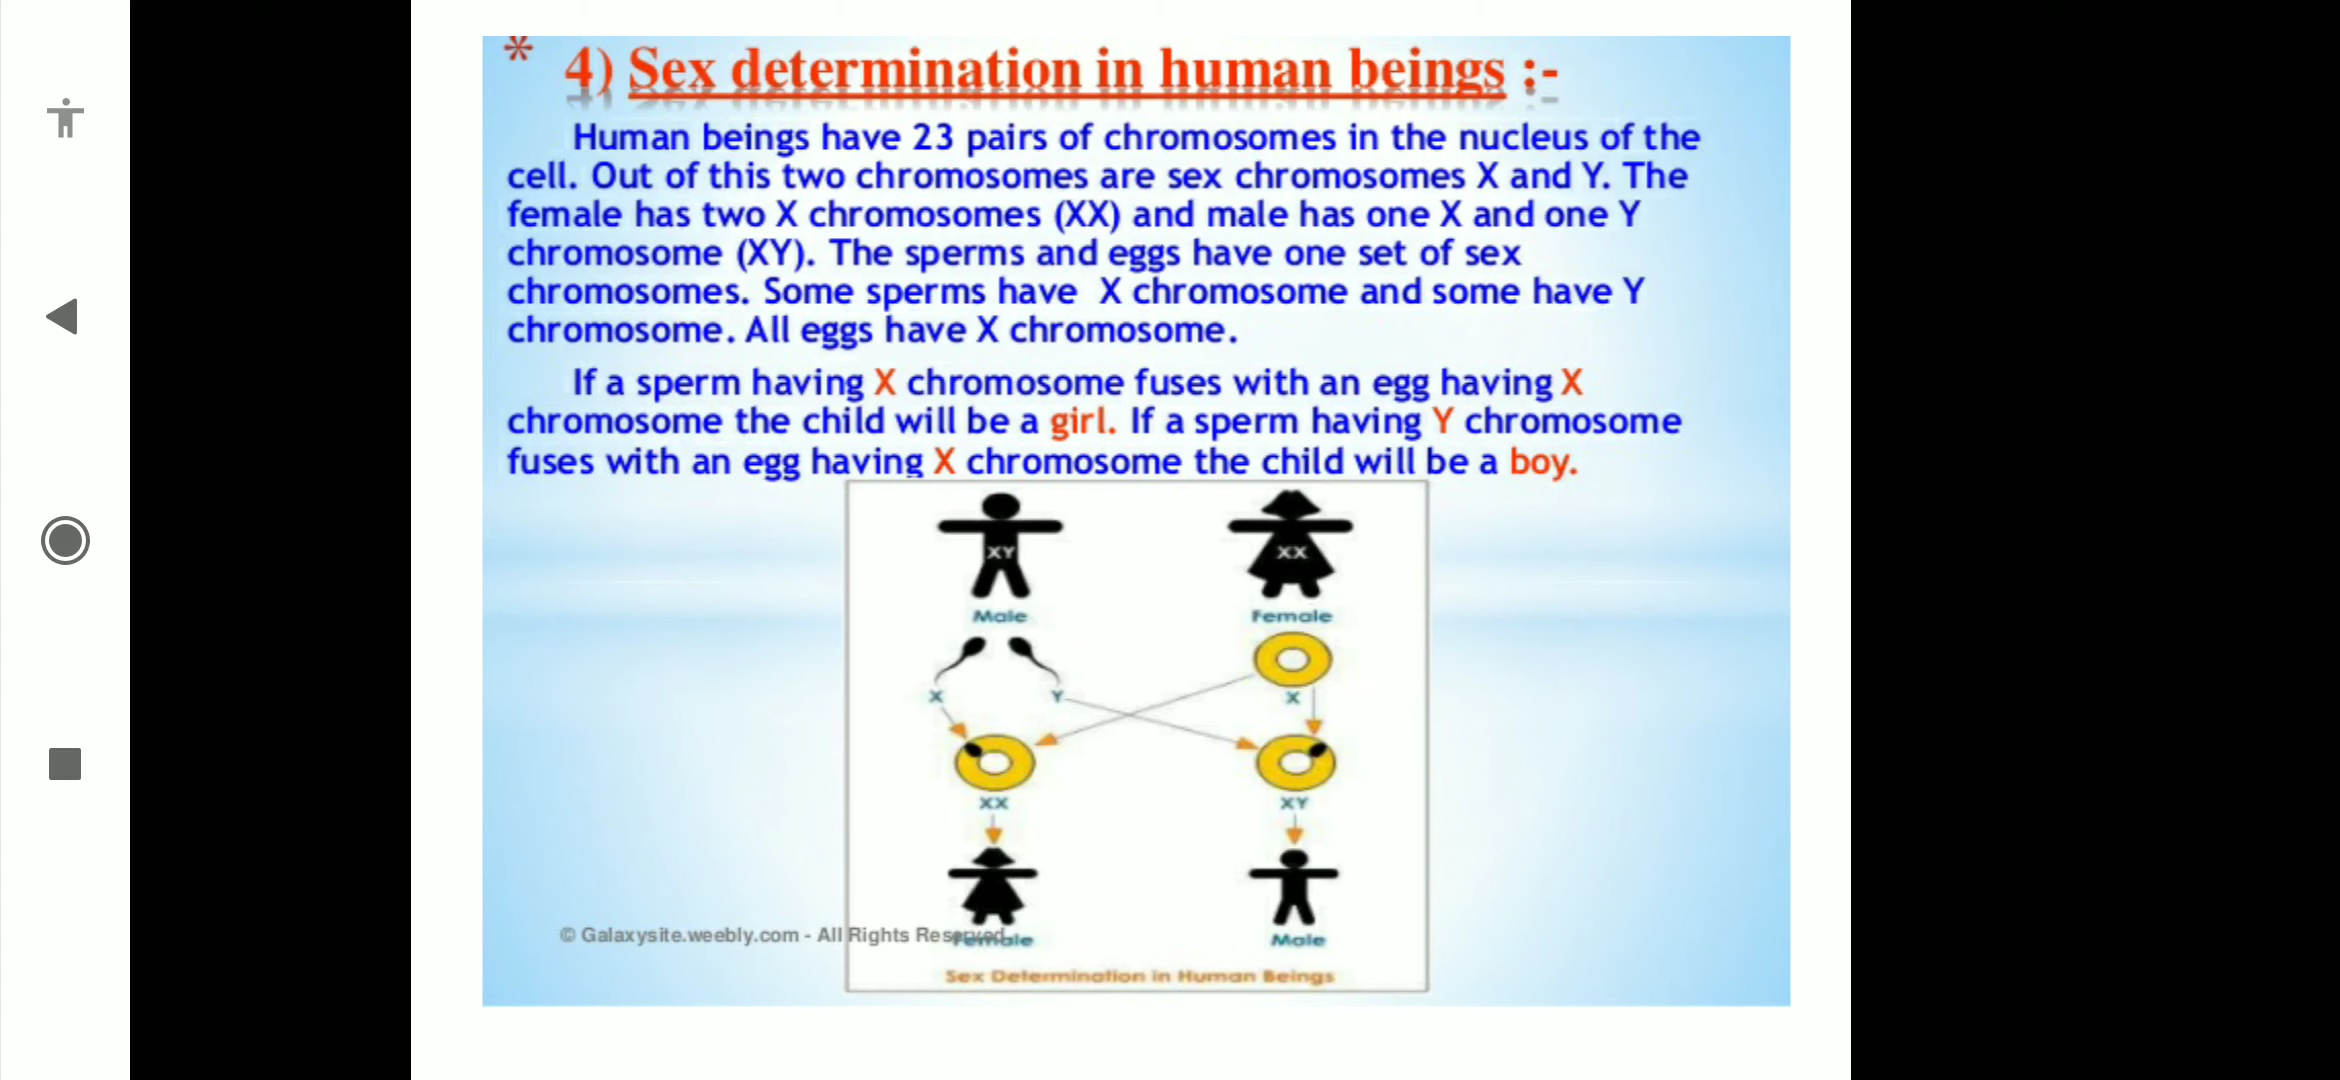 * 4) Sex determination in human beings :-
Human beings have 23 pairs of chromosomes in the nucleus of the
cell. Out of this two chromosomes are sex chromosomes X and Y. The
female has two X chromosomes (XX) and male has one X and one Y
chromosome (XY). The sperms and eggs have one set of sex
chromosomes. Some sperms have X chromosome and some have Y
chromosome. All eggs have X chromosome.
If a sperm having X chromosome fuses with an egg having X
chromosome the child will be a girl. If a sperm having Y chromosome
fuses with an egg having X chromosome the child will be a boy.
XY XX
Male Female
X Y X
XX XY
© Galaxysite.weebly.com - All Rights Reserved
Female Male
Sex Determination in Human Beings